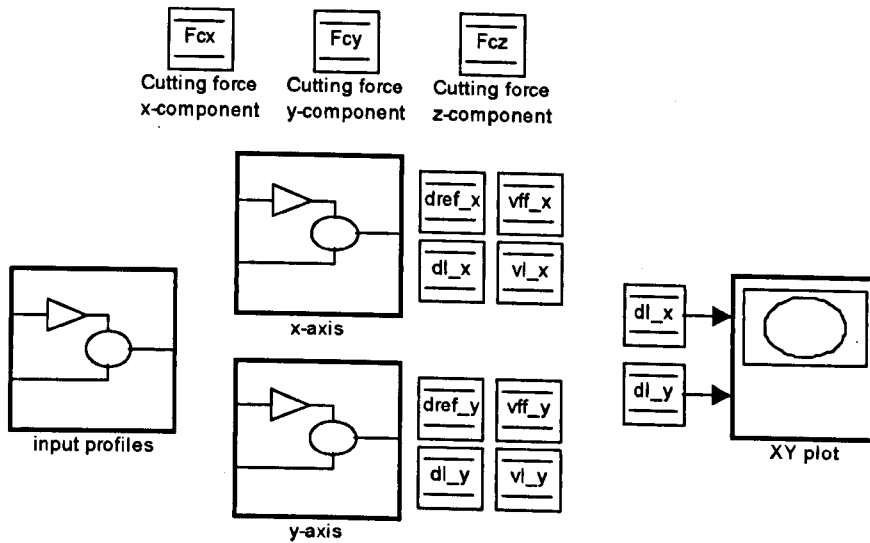 Fcx
Fcy
Fcz
Cutting force
x-component
Cutting force
y-component
Cutting force
z-component
dref_x
vff_x
dl_x
vl_x
x-axis
input profiles
dref_y
vff_y
dl_y
vl_y
y-axis
dl_x
dl_y
XY plot